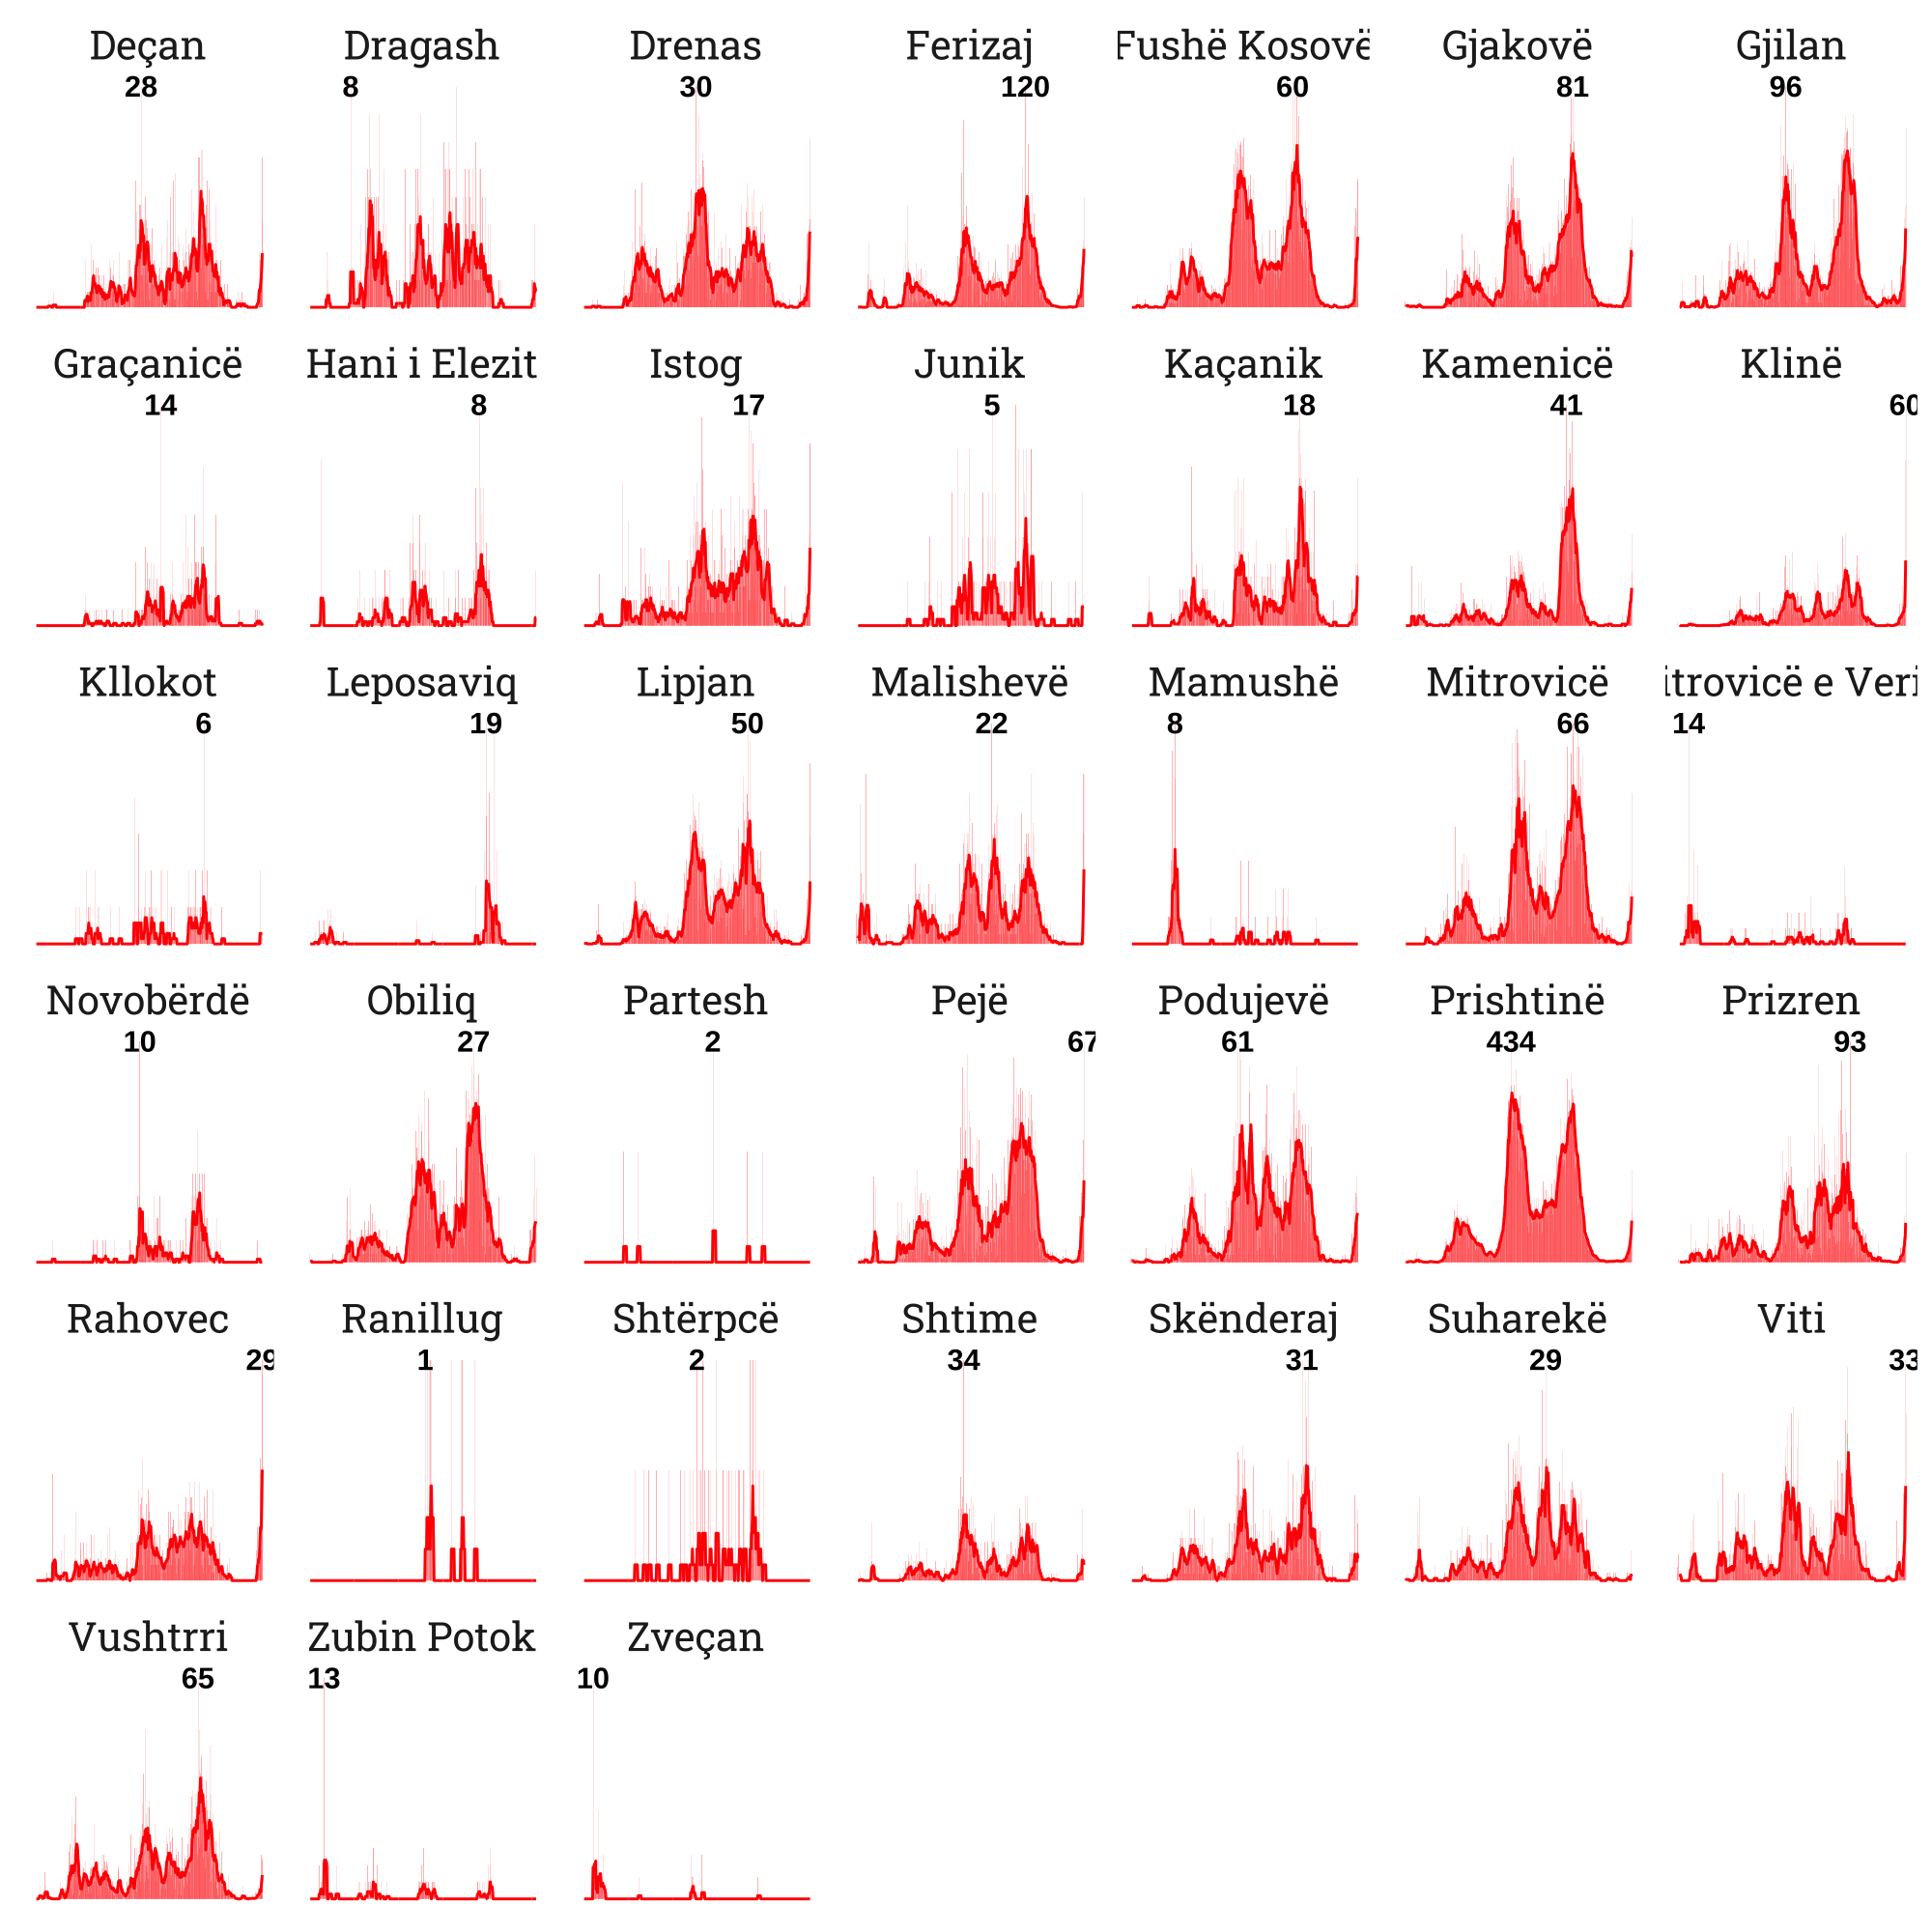 Deçan Dragash Drenas Ferizaj Fushë Kosovë Gjakovë Gjilan
28 8 30 120 60 81 96
Graçanicë Hani i Elezit Istog Junik Kaçanik Kamenicë Klinë
14 8 17 5 18 41 60
Kllokot Leposaviq Lipjan Malishevë Mamushë Mitrovicë itrovicë e Veri
6 19 50 22 8 66 14
Novobërdë Obiliq Partesh Pejë Podujevë Prishtinë Prizren
10 27 2 67 61 434 93
Rahovec Ranillug Shtërpcë Shtime Skënderaj Suharekë Viti
29 1 2 34 31 29 33
Vushtrri Zubin Potok Zveçan
65 13 10